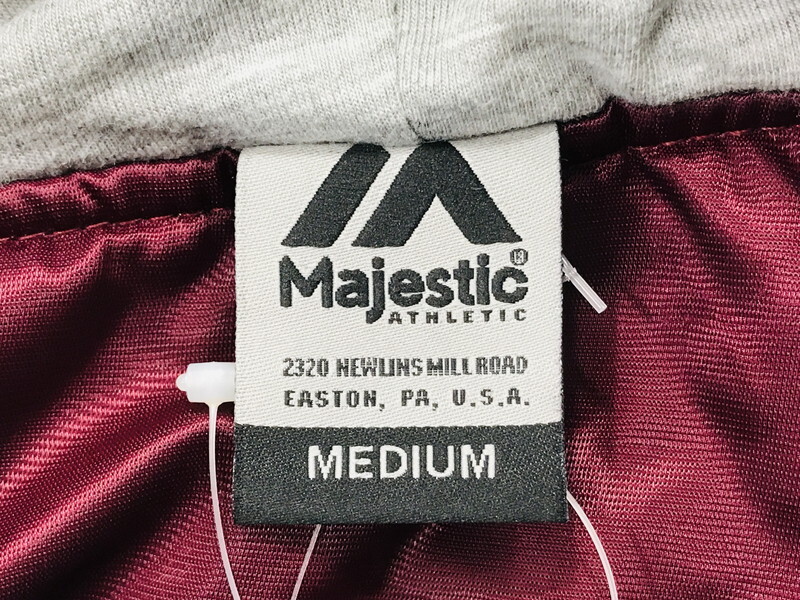 Majestic®
ATHLETIC
2320 NEWLINS MILL ROAD
EASTON, PA, U.S.A.
MEDIUM